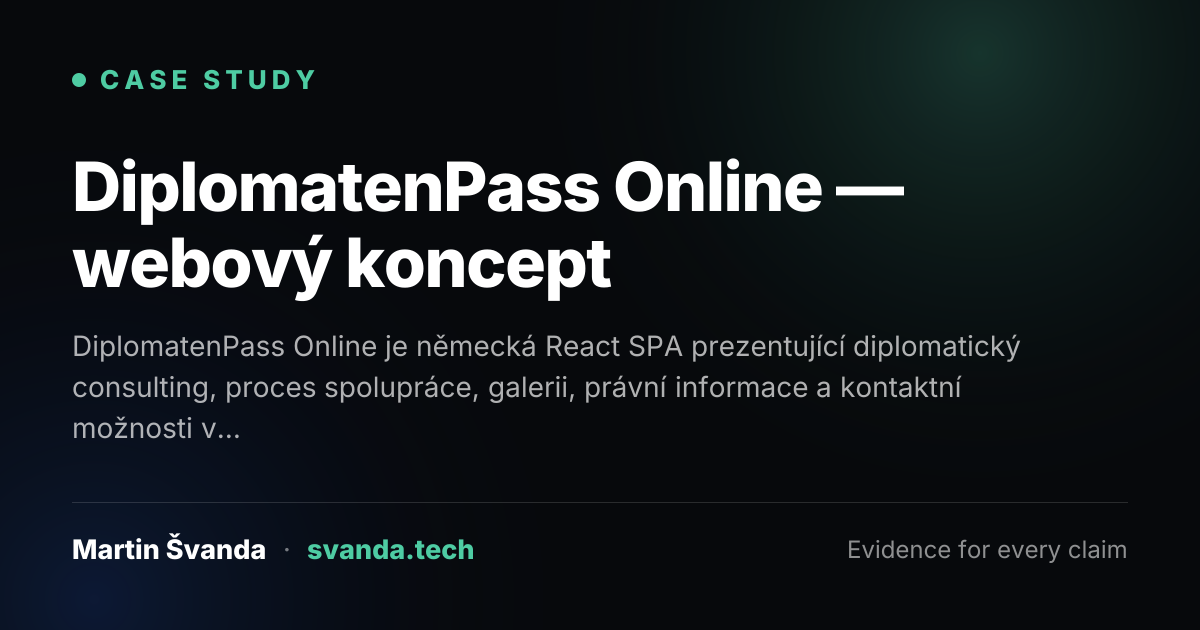 CASE STUDY
DiplomatenPass Online —
webový koncept
DiplomatenPass Online je německá React SPA prezentující diplomatický
consulting, proces spolupráce, galerii, právní informace a kontaktní
možnosti v…
Martin Švanda · svanda.tech
Evidence for every claim